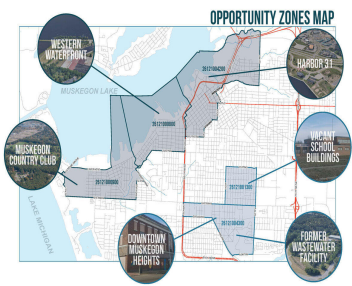 OPPORTUNITY ZONES MAP
WESTERN
WATERFRONT
26121004200
HARBOR 31
MUSKEGON LAKE
MUSKEGON
COUNTRY CLUB
VACANT
SCHOOL
BUILDINGS
LAKE MICHIGAN
DOWNTOWN
MUSKEGON
HEIGHTS
FORMER
WASTEWATER
FACILITY